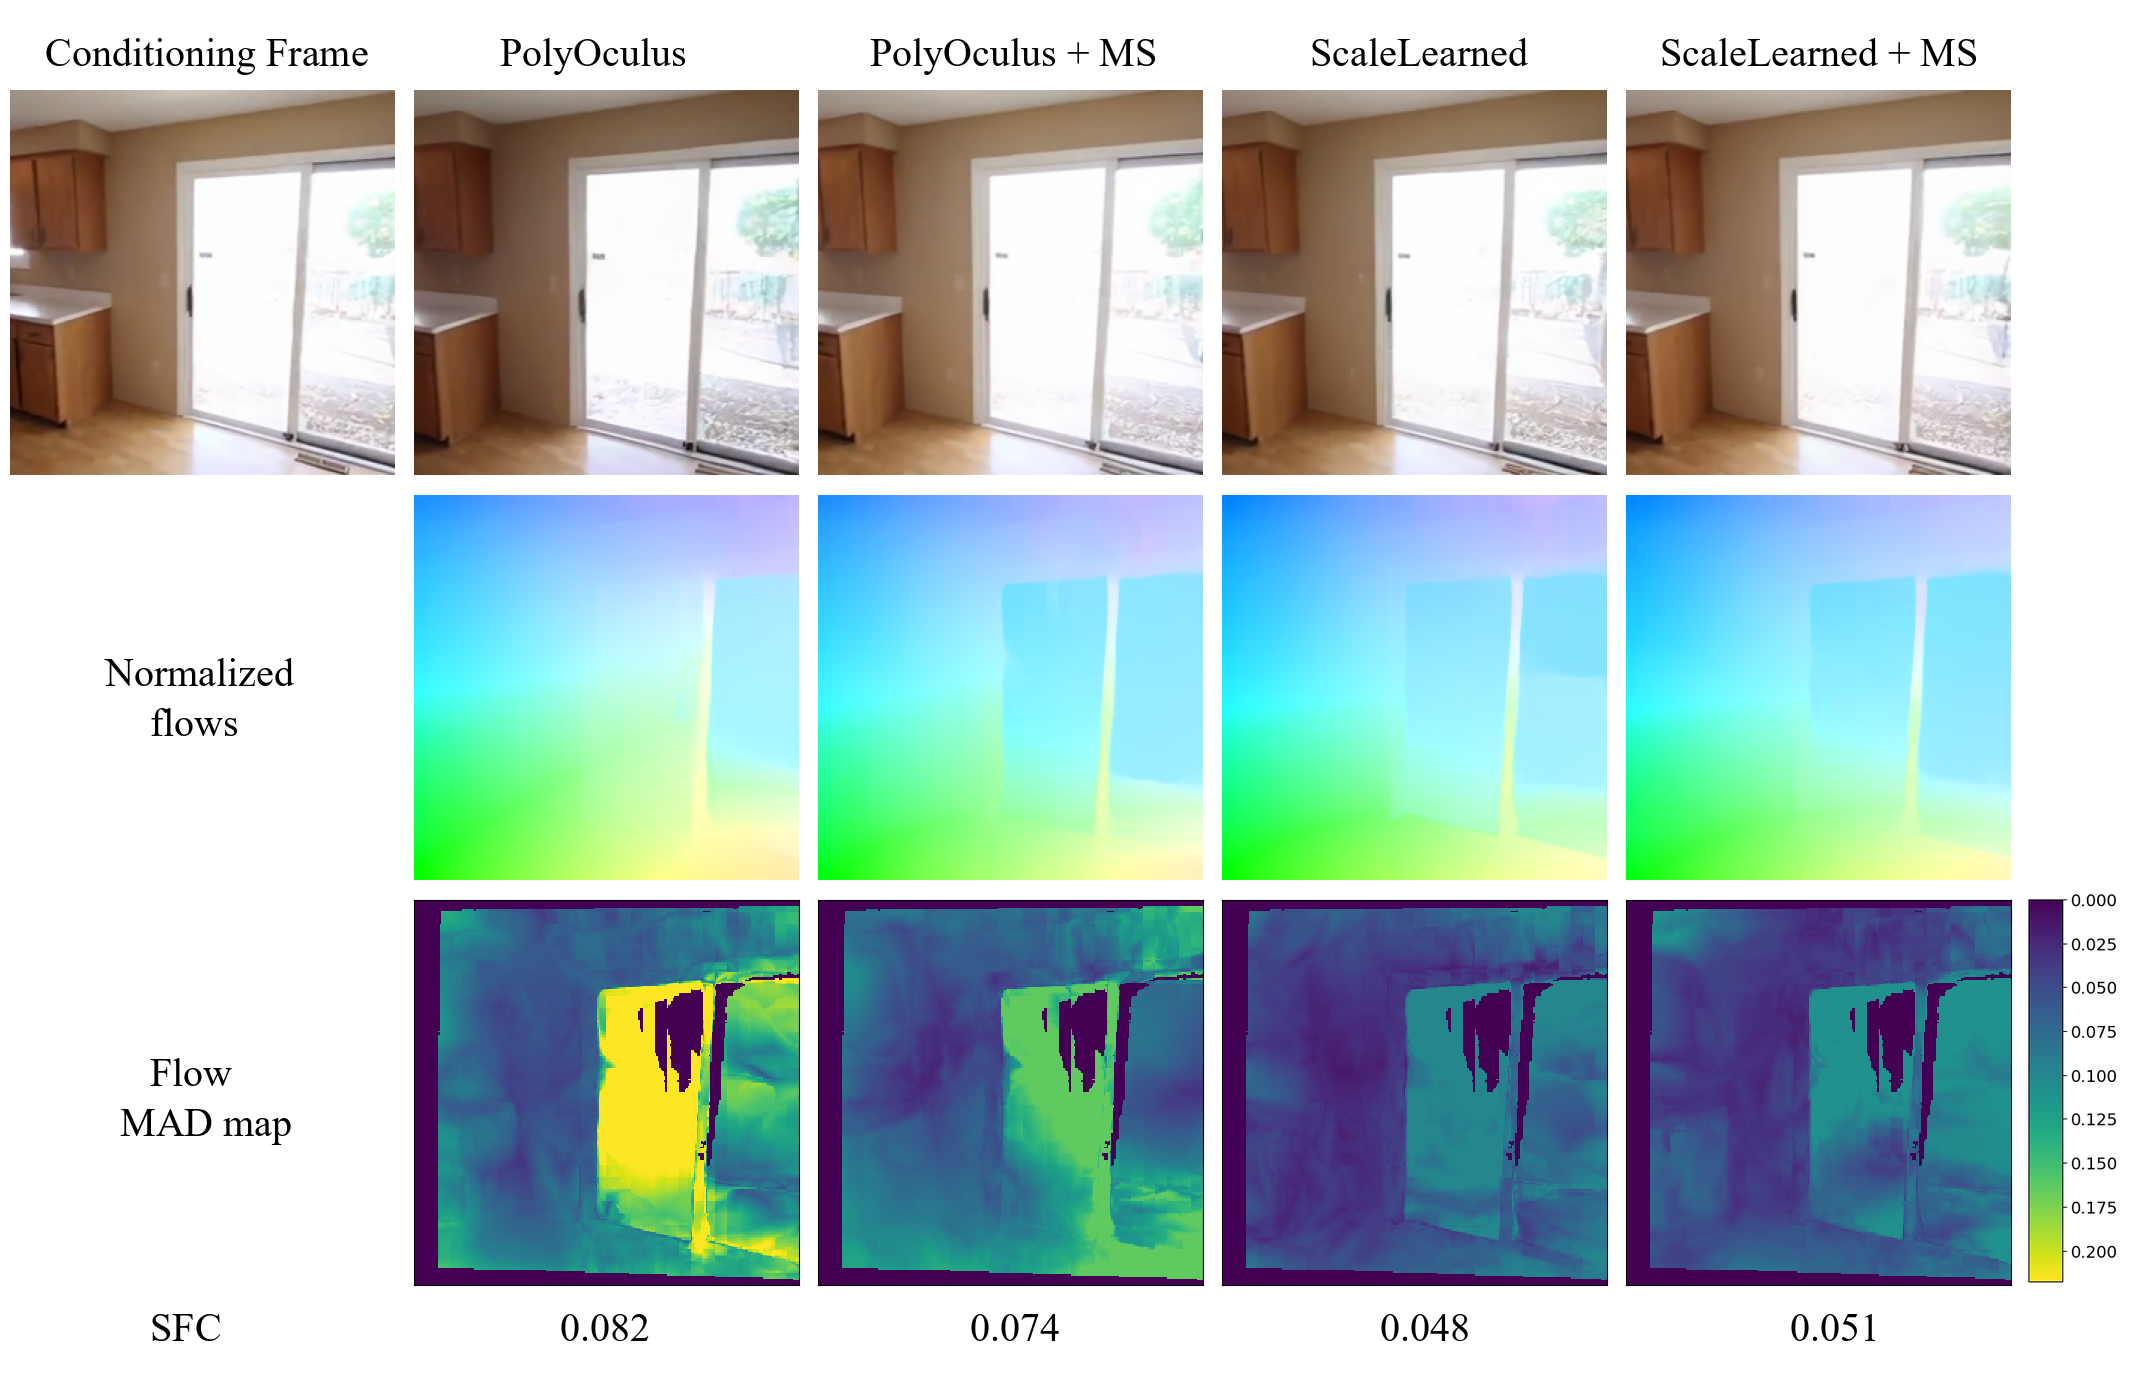 Conditioning Frame
PolyOculus
PolyOculus + MS
ScaleLearned
ScaleLearned + MS
Normalized
flows
Flow
MAD map
0.000
0.025
0.050
0.075
0.100
0.125
0.150
0.175
0.200
SFC
0.082
0.074
0.048
0.051